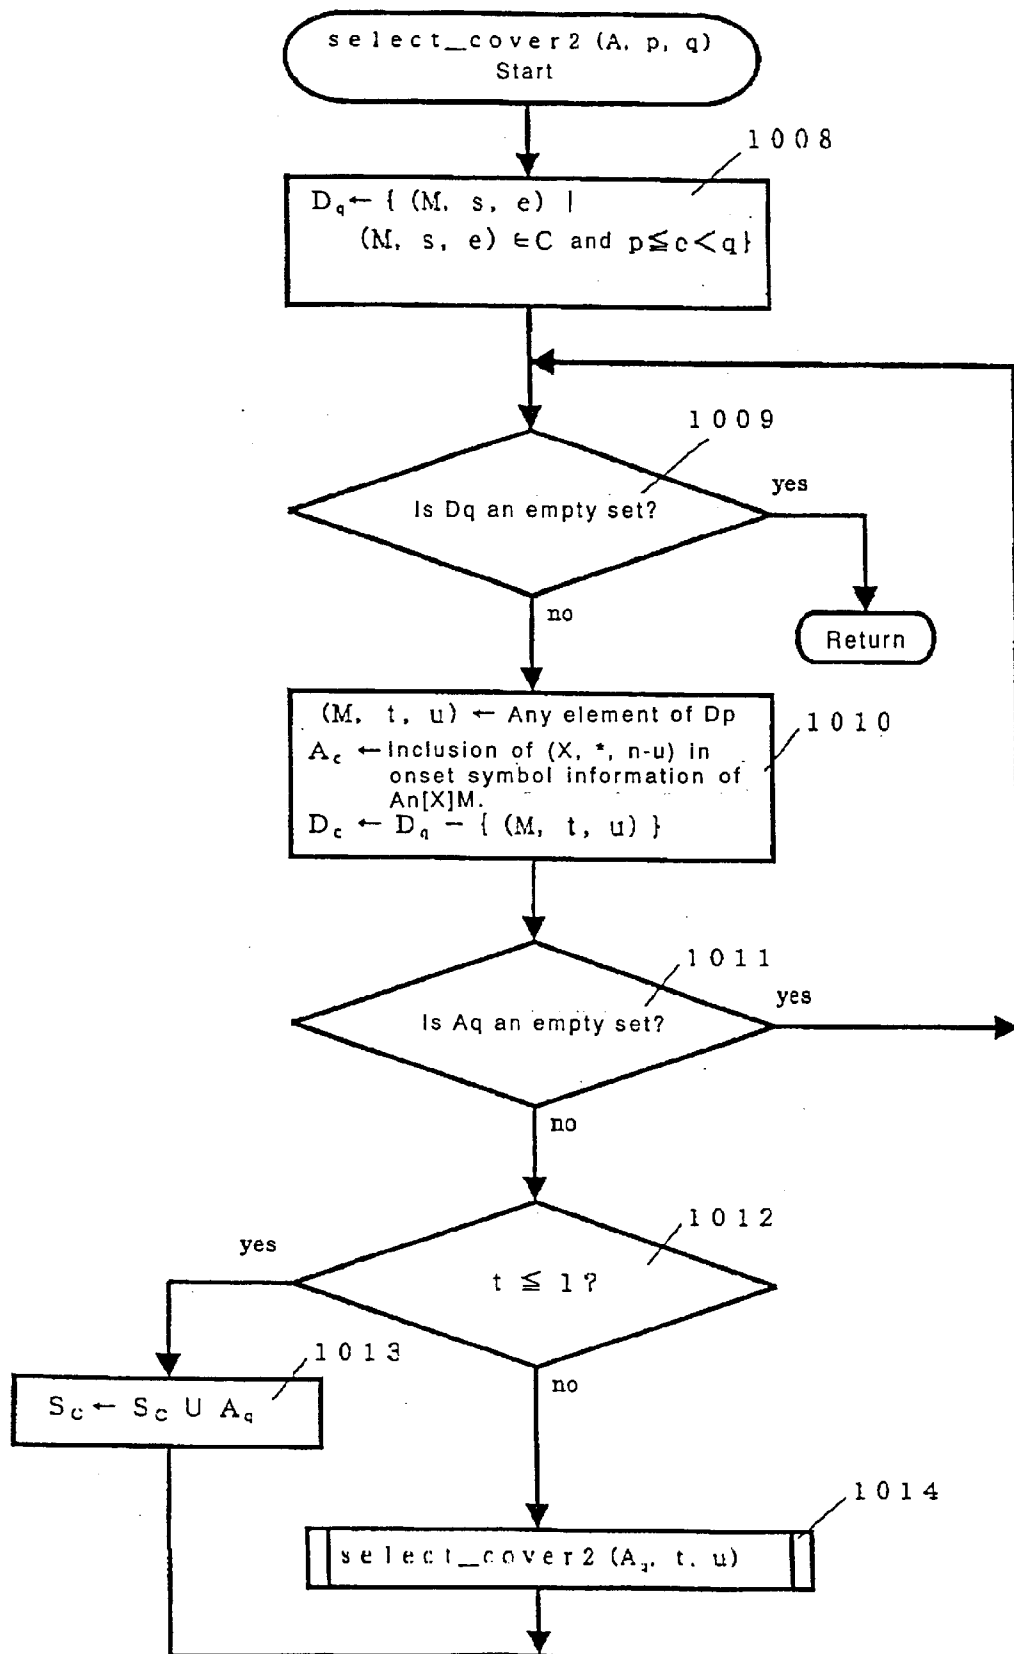 select_cover2 (A, p, q)
Start
1008
Dq← { (M, s, e) |
(M, s, e) ∈C and p≦c<q}
1009
Is Dq an empty set?
yes
no
Return
(M, t, u) ← Any element of Dp
1010
Ac ← Inclusion of (X, *, n-u) in
onset symbol information of
An[X]M.
Dc ← Dq − { (M, t, u) }
1011
Is Aq an empty set?
yes
no
1012
yes
t ≦ 1?
1013
no
Sc ← Sc U Aq
1014
select_cover2 (Aq, t, u)